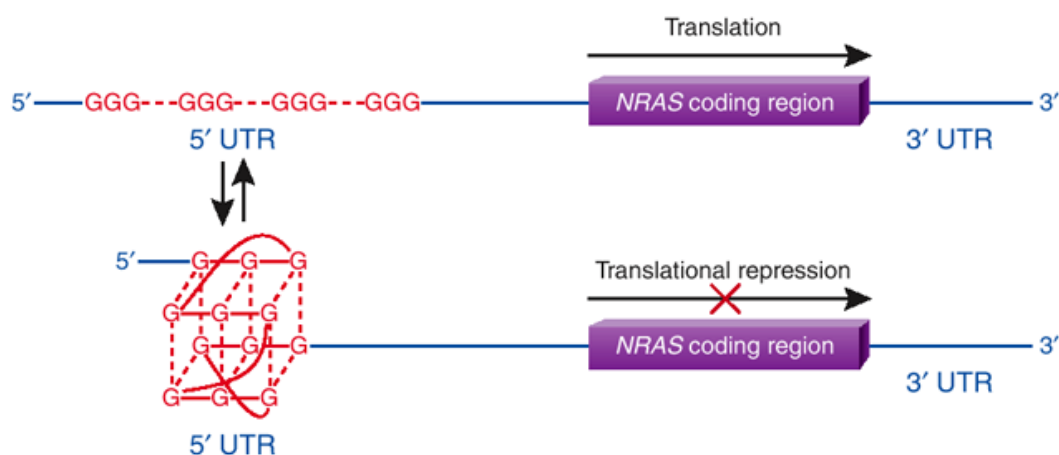 Translation
5′ GGG GGG GGG GGG NRAS coding region 3′
5′ UTR 3′ UTR
5′ G G G
Translational repression
G G G
G G G NRAS coding region 3′
G G G 3′ UTR
5′ UTR